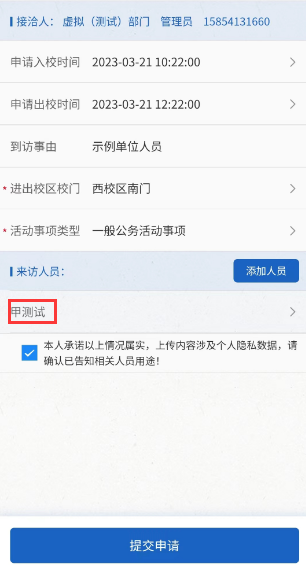 接洽人： 虚拟（测试）部门 管理员 15854131660
申请入校时间 2023-03-21 10:22:00
申请出校时间 2023-03-21 12:22:00
到访事由 示例单位人员
* 进出校区校门 西校区南门
* 活动事项类型 一般公务活动事项
来访人员： 添加人员
甲测试
本人承诺以上情况属实，上传内容涉及个人隐私数据，请
确认已告知相关人员用途！
提交申请